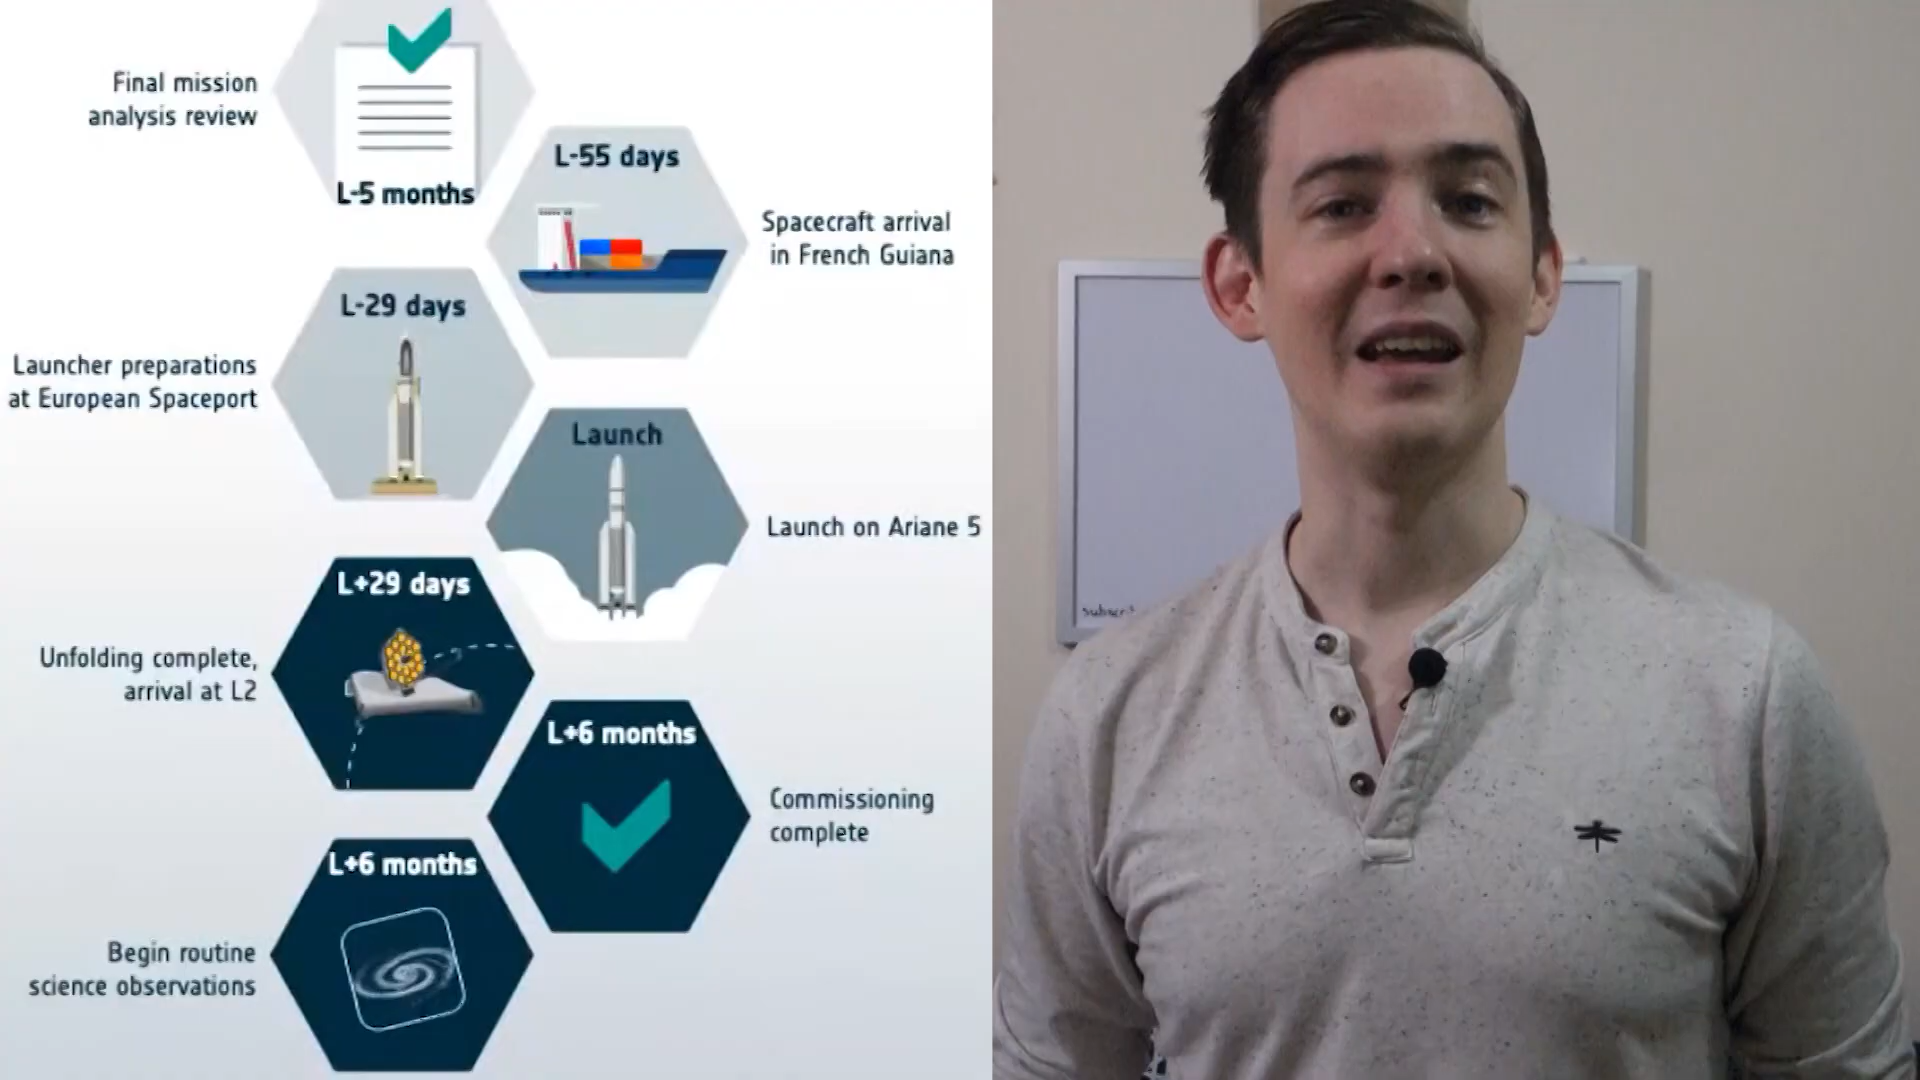 Final mission
analysis review
L-5 months
L-55 days
Spacecraft arrival
in French Guiana
L-29 days
Launcher preparations
at European Spaceport
Launch
Launch on Ariane 5
L+29 days
Unfolding complete,
arrival at L2
L+6 months
Commissioning
complete
L+6 months
Begin routine
science observations